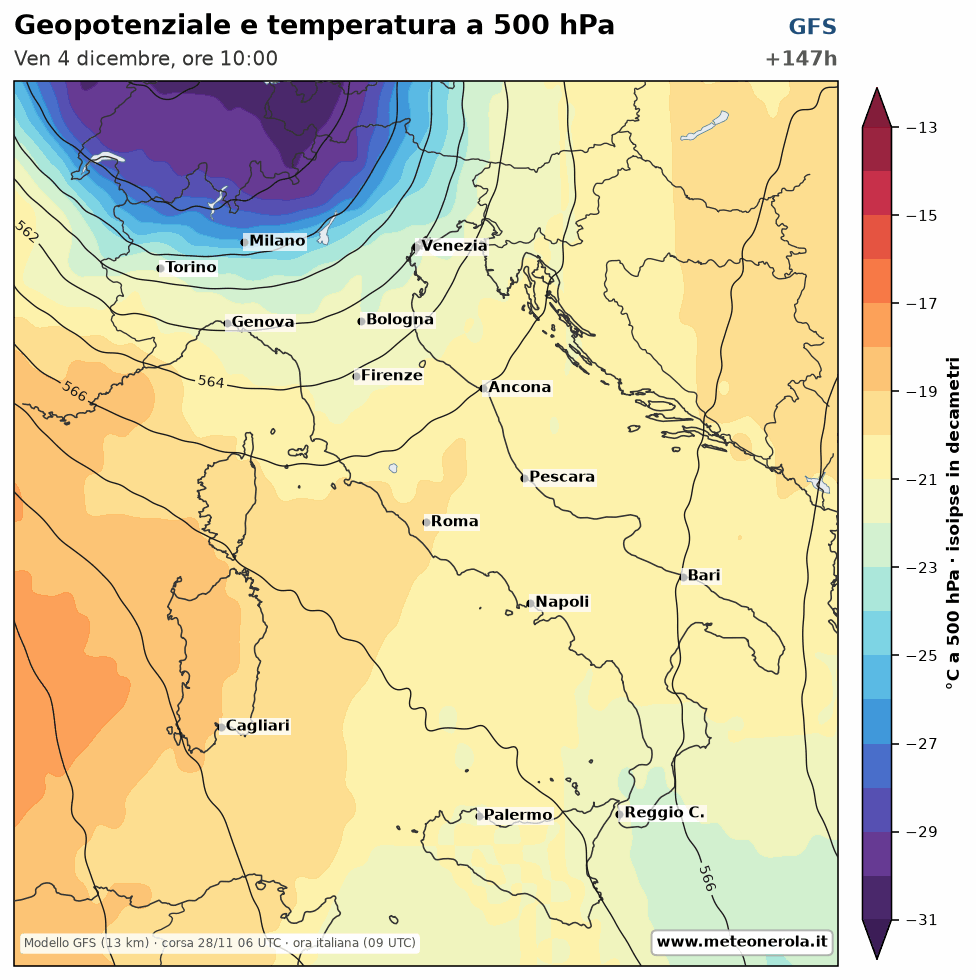 Geopotenziale e temperatura a 500 hPa
GFS
Ven 4 dicembre, ore 10:00
+147h
562
Milano
Venezia
Torino
Genova
Bologna
564
Firenze
566
Ancona
Pescara
Roma
Bari
Napoli
Cagliari
Palermo
Reggio C.
566
−13
−15
−17
−19
−21
−23
−25
−27
−29
−31
°C a 500 hPa · isoipse in decametri
Modello GFS (13 km) · corsa 28/11 06 UTC · ora italiana (09 UTC)
www.meteonerola.it